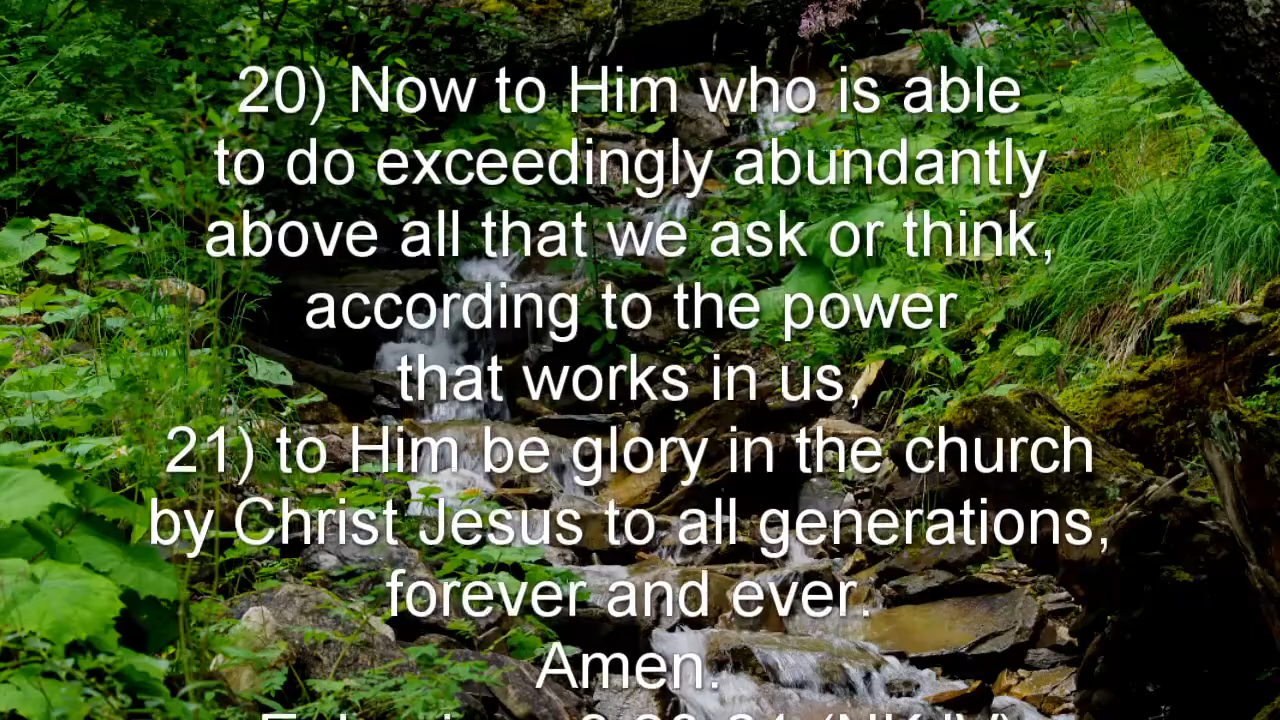 20) Now to Him who is able
to do exceedingly abundantly
above all that we ask or think,
according to the power
that works in us,
21) to Him be glory in the church
by Christ Jesus to all generations,
forever and ever.
Amen.